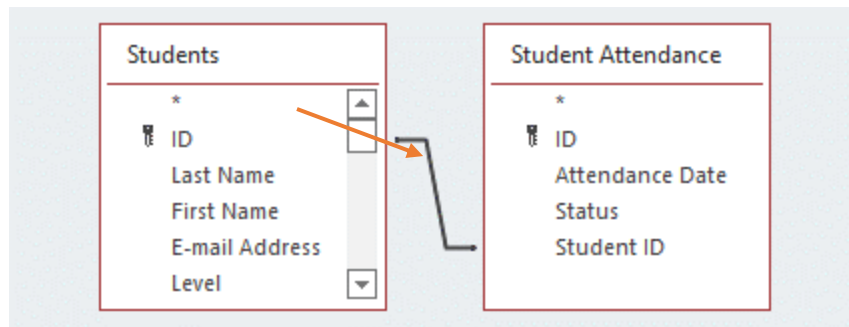 Students
*
ID
Last Name
First Name
E-mail Address
Level
Student Attendance
*
ID
Attendance Date
Status
Student ID